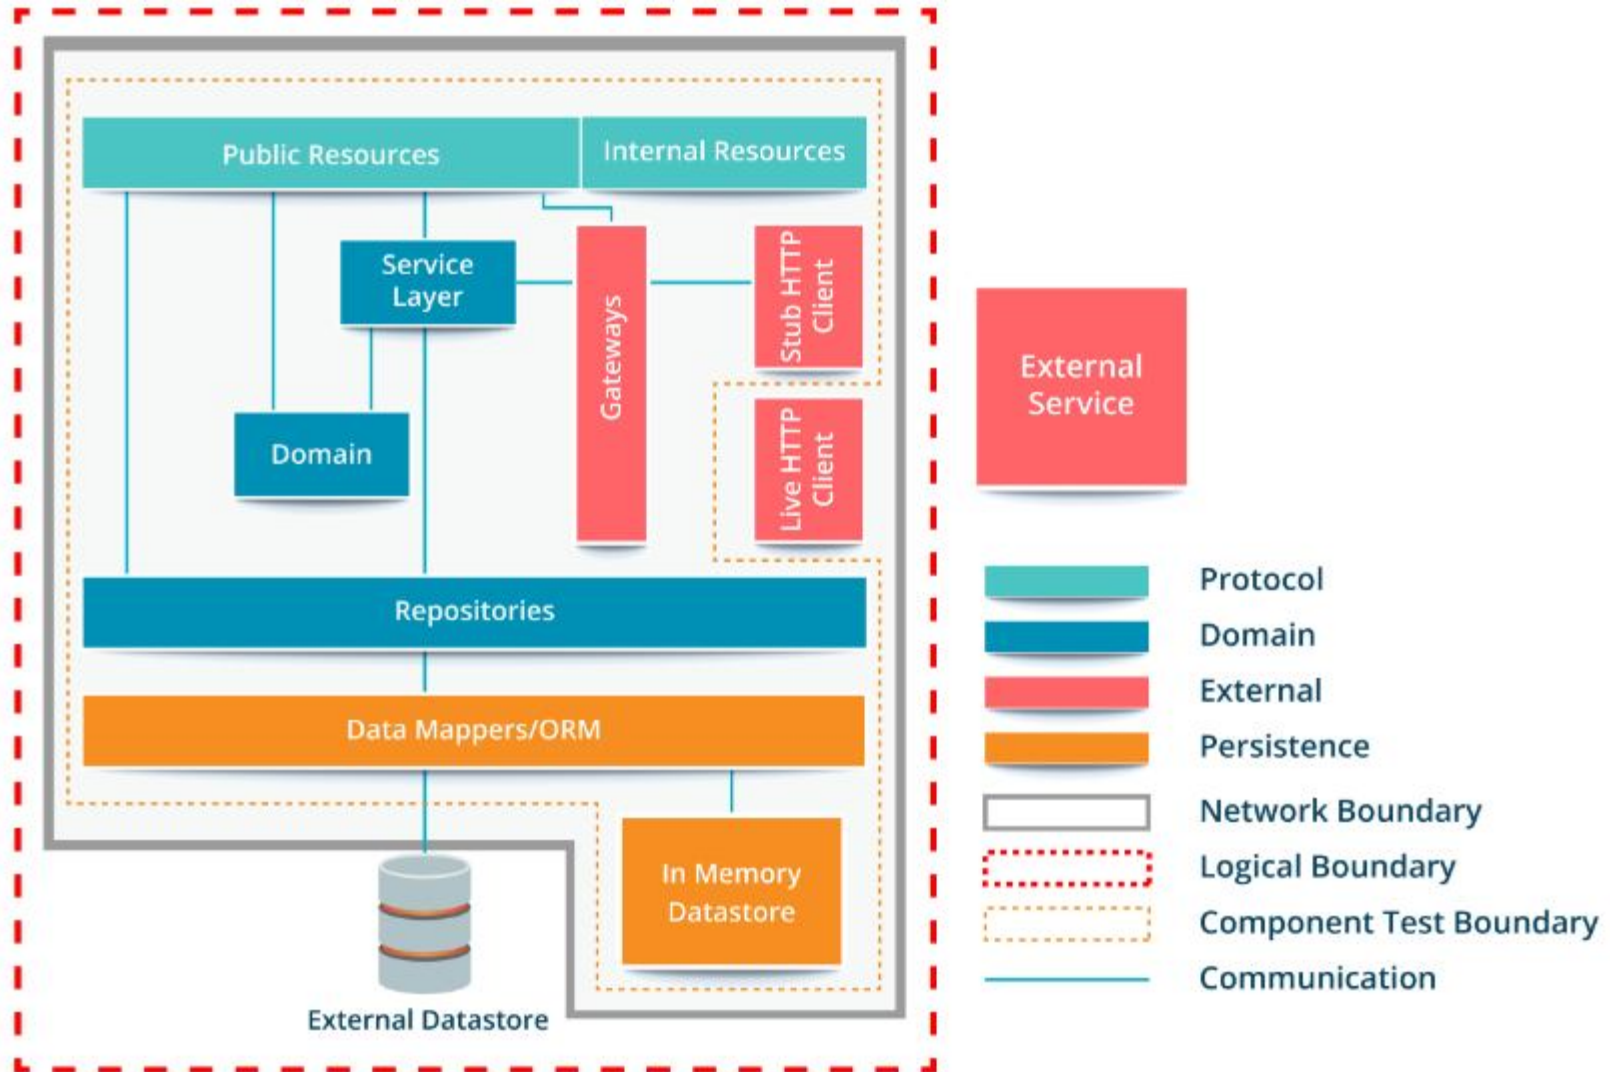 Public Resources
Internal Resources
Service
Layer
Gateways
Stub HTTP
Client
External
Service
Live HTTP
Client
Domain
Repositories
Data Mappers/ORM
In Memory
Datastore
External Datastore
Protocol
Domain
External
Persistence
Network Boundary
Logical Boundary
Component Test Boundary
Communication